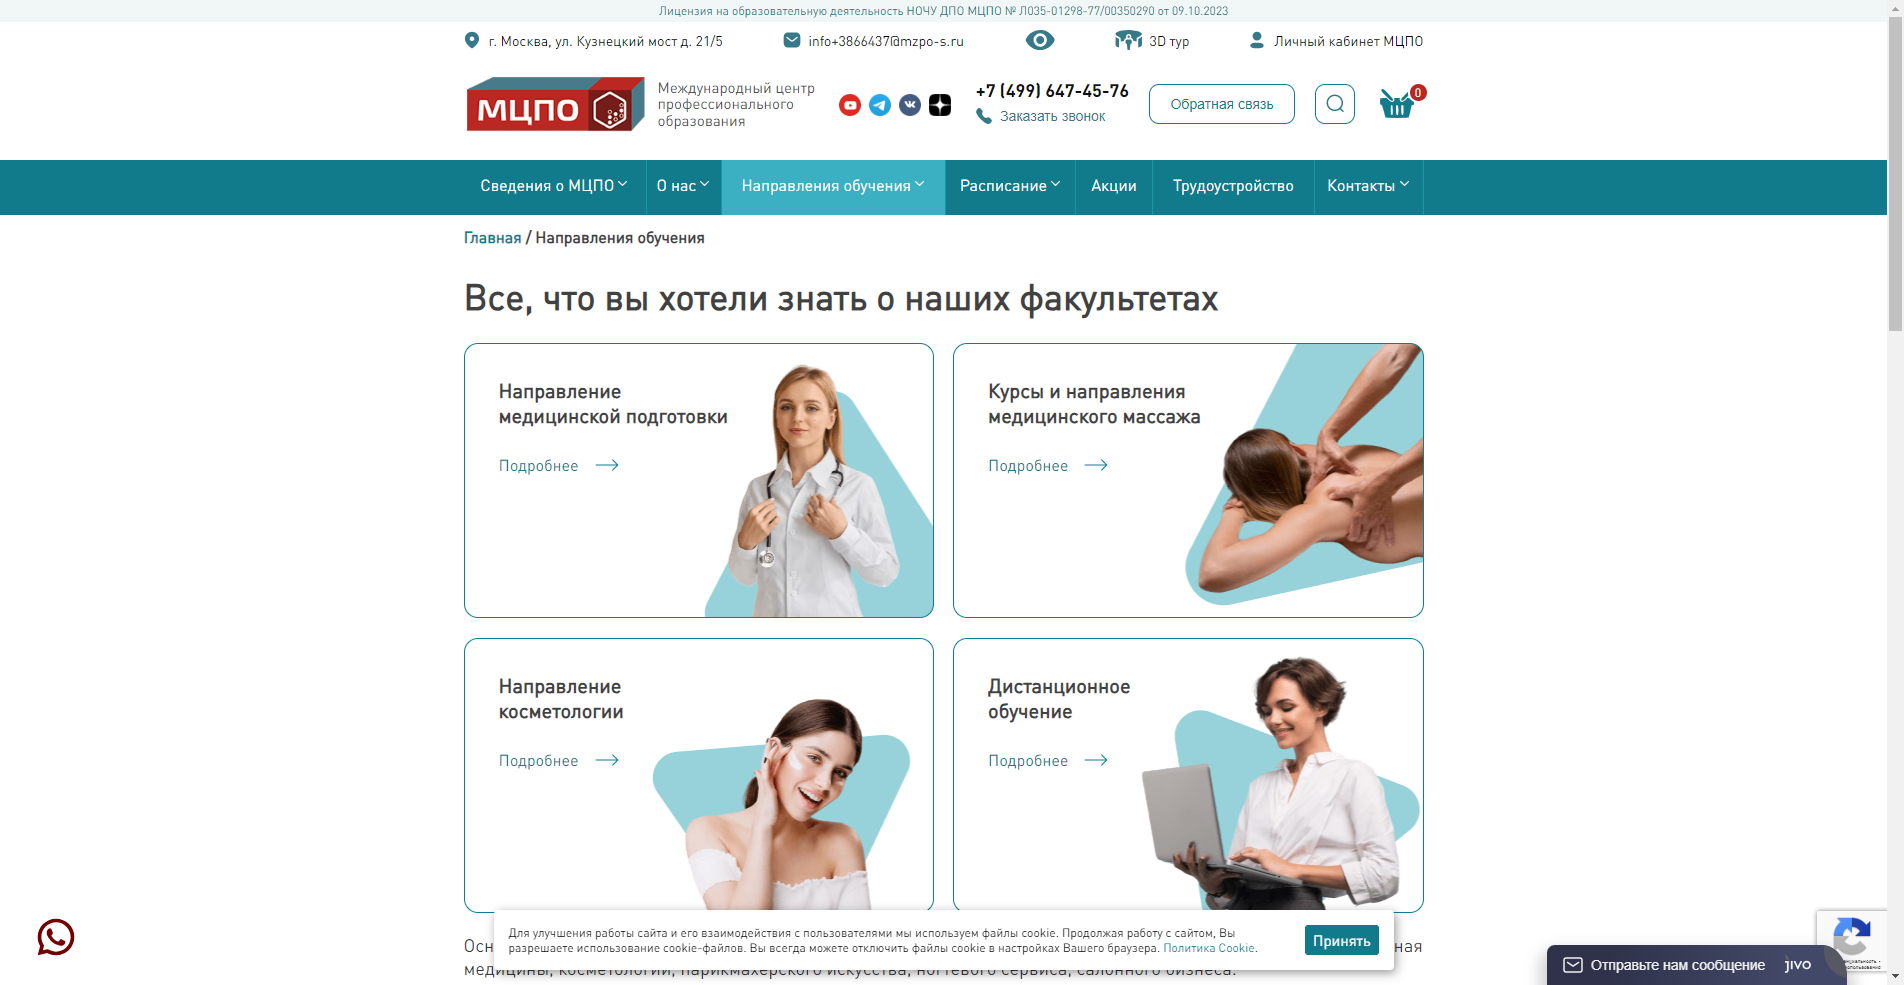 Лицензия на образовательную деятельность НОЧУ ДПО МЦПО № Л035-01298-77/00350290 от 09.10.2023
г. Москва, ул. Кузнецкий мост д. 21/5
info+3866437@mzpo-s.ru
3D тур
Личный кабинет МЦПО
МЦПО
Международный центр
профессионального
образования
+7 (499) 647-45-76
Заказать звонок
Обратная связь
0
Сведения о МЦПО
О нас
Направления обучения
Расписание
Акции
Трудоустройство
Контакты
Главная / Направления обучения
Все, что вы хотели знать о наших факультетах
Направление
медицинской подготовки
Подробнее
Курсы и направления
медицинского массажа
Подробнее
Направление
косметологии
Подробнее
Дистанционное
обучение
Подробнее
Для улучшения работы сайта и его взаимодействия с пользователями мы используем файлы cookie. Продолжая работу с сайтом, Вы
разрешаете использование cookie-файлов. Вы всегда можете отключить файлы cookie в настройках Вашего браузера. Политика Cookie.
Принять
медицины, косметологии, парикмахерского искусства, ногтевого сервиса, салонного бизнеса.
Отправьте нам сообщение
jivo